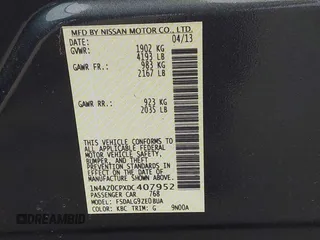 MFD BY NISSAN MOTOR CO., LTD.
DATE: 04/13
GVWR: 1902 KG
4193 LB
GAWR FR: 983 KG
2167 LB
GAWR RR: 923 KG
2035 LB
THIS VEHICLE CONFORMS TO
ALL APPLICABLE FEDERAL
MOTOR VEHICLE SAFETY,
BUMPER, AND THEFT
PREVENTION STANDARDS IN
EFFECT ON THE DATE OF
MANUFACTURE SHOWN ABOVE.
1N4AZ0CPXDC407952
PASSENGER CAR 768
MODEL: FSDALG9ZE0BUA
COLOR: KBC TRIM: G 9N00A
DREAMBID